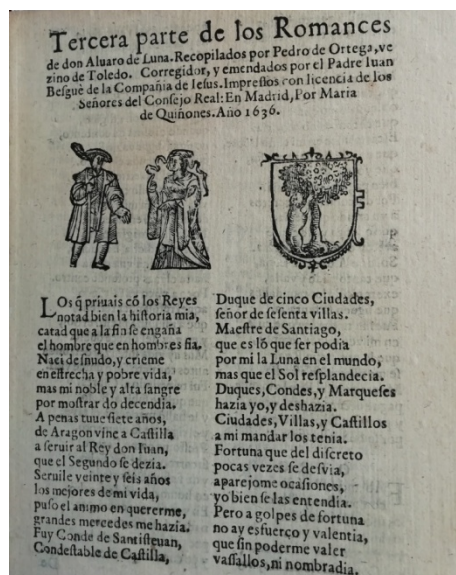 Tercera parte de los Romances
de don Aluaro de Luna. Recopilados por Pedro de Ortega, ve
zino de Toledo. Corregidor, y emendados por el Padre Iuan
Besguè de la Compañia de Iesus. Impressos con licencia de los
Señores del Consejo Real: En Madrid, Por Maria
de Quiñones. Año 1636.
LOs q̃ priuais cõ los Reyes
notad bien la historia mia,
catad que a la fin se engaña
el hombre que en hombres fia.
Naci desnudo, y crieme
en estrecha y pobre vida,
mas mi noble y alta sangre
por mostrar do decendia.
A penas tuue siete años,
de Aragon vine a Castilla
a seruir al Rey don Iuan,
que el Segundo se dezia.
Seruile veinte y seis años
los mejores de mi vida,
puso el animo en quererme,
grandes mercedes me hazia.
Fuy Conde de Santisteuan,
Condestable de Castilla,
Duque de cinco Ciudades,
señor de sesenta villas.
Maestre de Santiago,
que es lo que ser podia
por mi la Luna en el mundo,
mas que el Sol resplandecia.
Duques, Condes, y Marqueses
hazia yo, y deshazia.
Ciudades, Villas, y Castillos
a mi mandar los tenia.
Fortuna que del discreto
pocas vezes se desvia,
aparejome ocasiones,
yo bien se las entendia.
Pero a golpes de fortuna
no ay esfuerço y valentia,
que sin poderme valer
vassallos, ni nombradia.